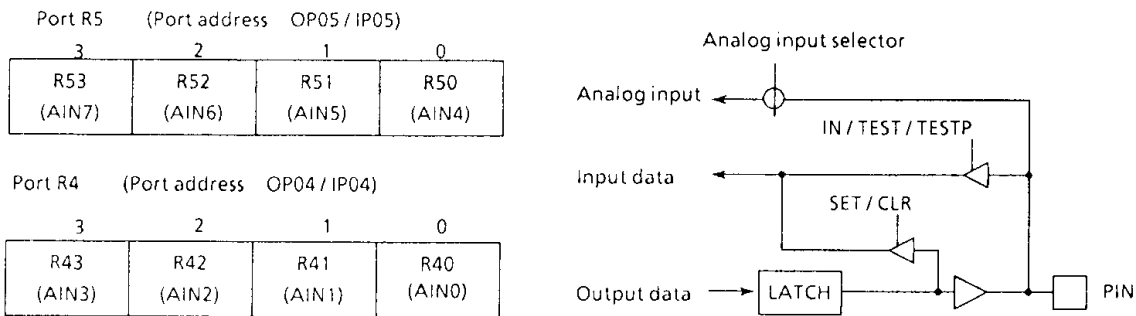 Port R5 (Port address OP05 / IP05)
3 2 1 0
R53 R52 R51 R50
(AIN7) (AIN6) (AIN5) (AIN4)
Port R4 (Port address OP04 / IP04)
3 2 1 0
R43 R42 R41 R40
(AIN3) (AIN2) (AIN1) (AIN0)
Analog input selector
Analog input
IN / TEST / TESTP
Input data
SET / CLR
Output data LATCH PIN